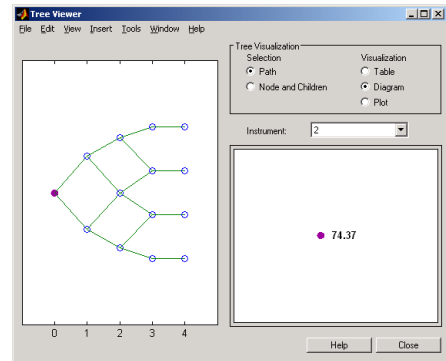 Tree Viewer
File Edit View Insert Tools Window Help
Tree Visualization
Selection
Visualization
Path
Table
Node and Children
Diagram
Plot
Instrument:
2
74.37
0 1 2 3 4
Help
Close